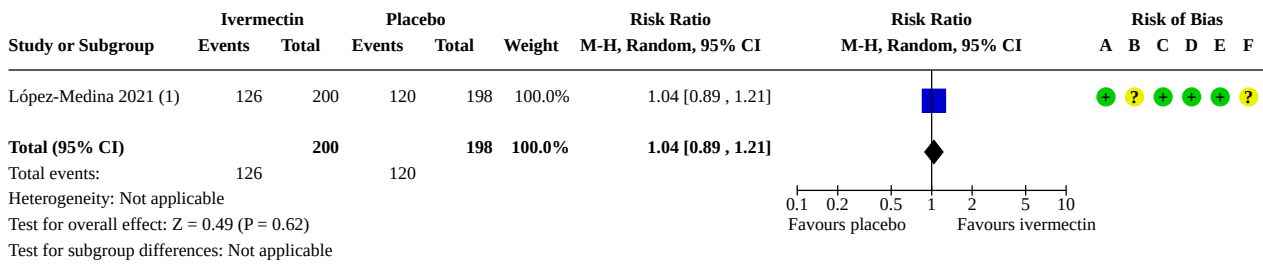 Ivermectin Placebo Risk Ratio Risk Ratio Risk of Bias
Study or Subgroup Events Total Events Total Weight M-H, Random, 95% CI M-H, Random, 95% CI A B C D E F
López-Medina 2021 (1) 126 200 120 198 100.0% 1.04 [0.89 , 1.21] + ? + + + ?
Total (95% CI) 200 198 100.0% 1.04 [0.89 , 1.21]
Total events: 126 120
Heterogeneity: Not applicable 0.1 0.2 0.5 1 2 5 10
Test for overall effect: Z = 0.49 (P = 0.62) Favours placebo Favours ivermectin
Test for subgroup differences: Not applicable